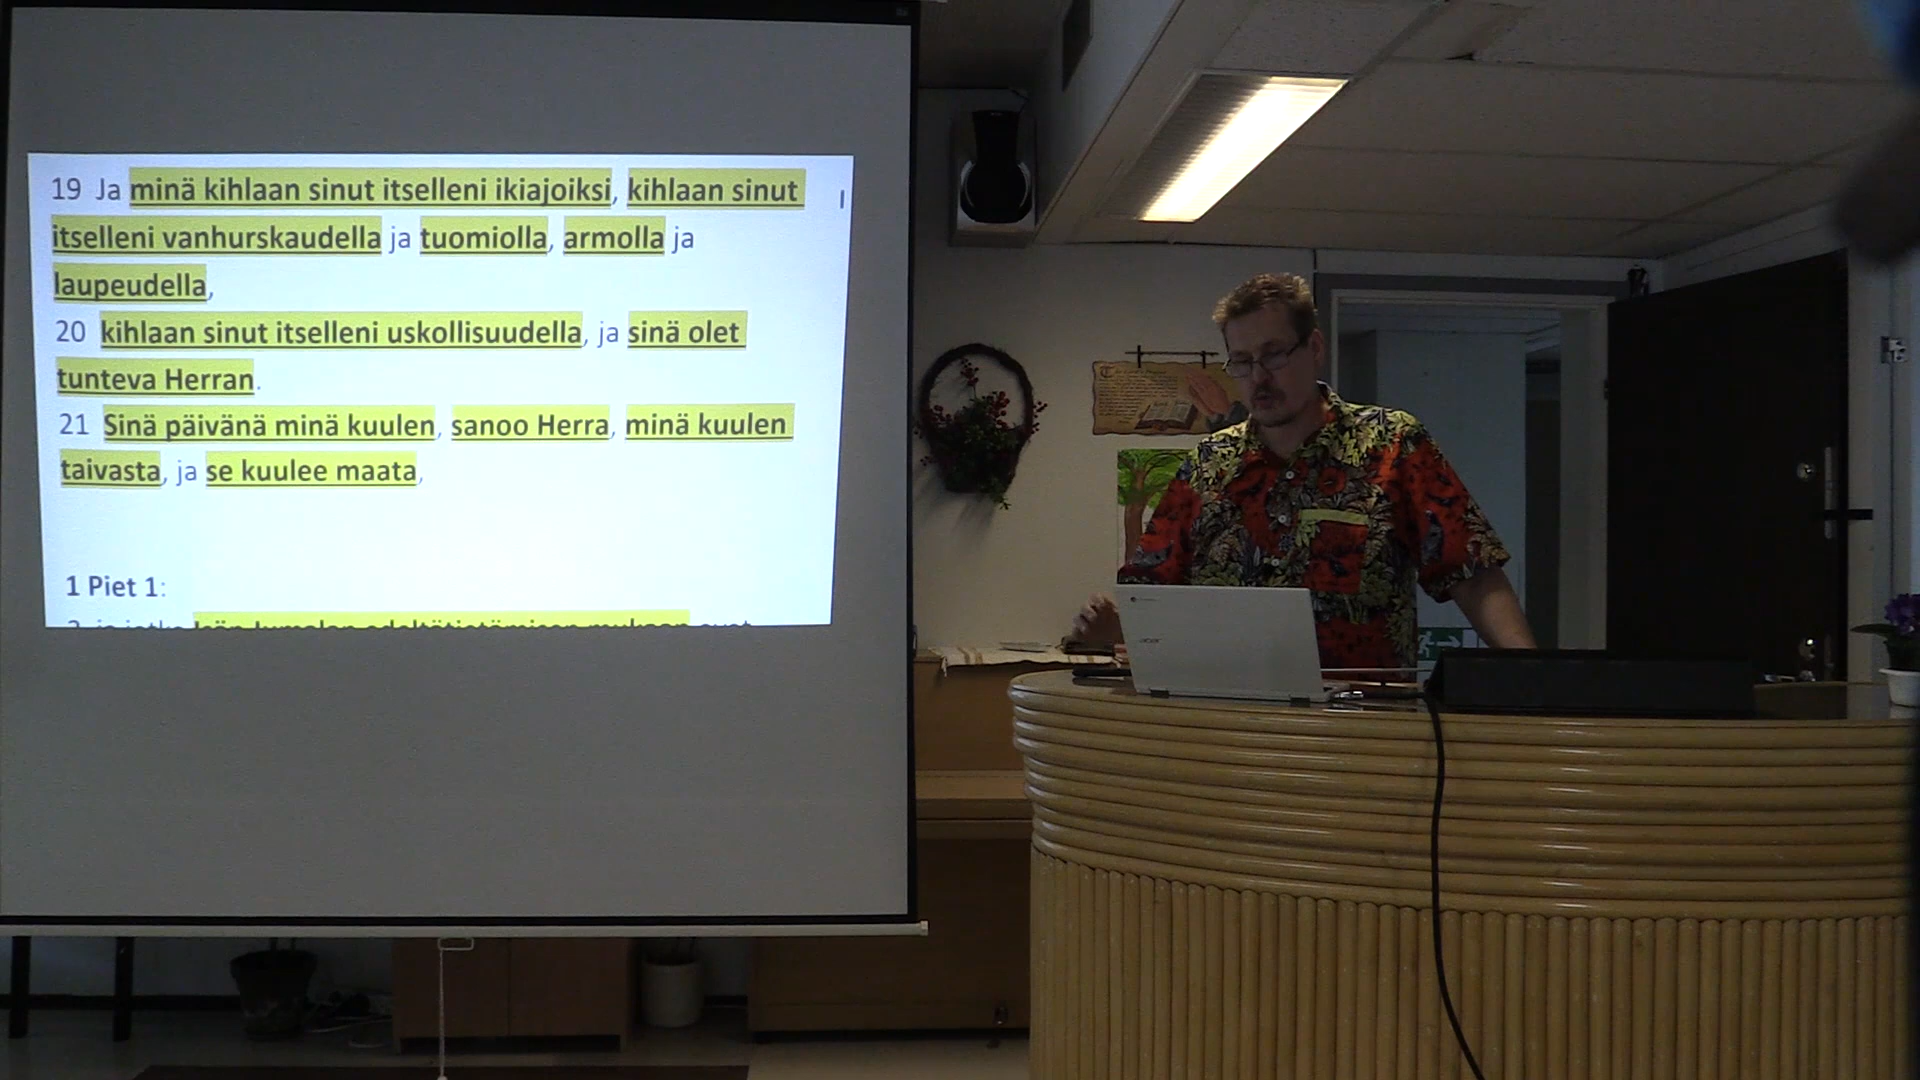 19 Ja minä kihlaan sinut itselleni ikiajoiksi, kihlaan sinut
itselleni vanhurskaudella ja tuomiolla, armolla ja
laupeudella,
20 kihlaan sinut itselleni uskollisuudella, ja sinä olet
tunteva Herran.
21 Sinä päivänä minä kuulen, sanoo Herra, minä kuulen
taivasta, ja se kuulee maata,
1 Piet 1:
acer